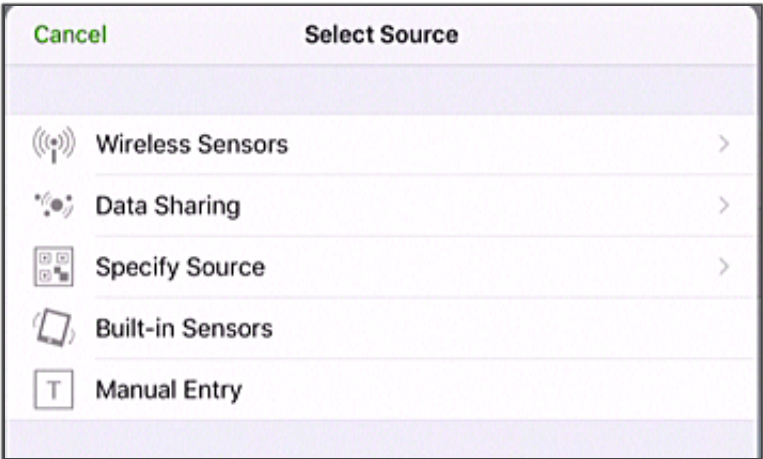 Cancel Select Source
Wireless Sensors
Data Sharing
Specify Source
Built-in Sensors
T Manual Entry